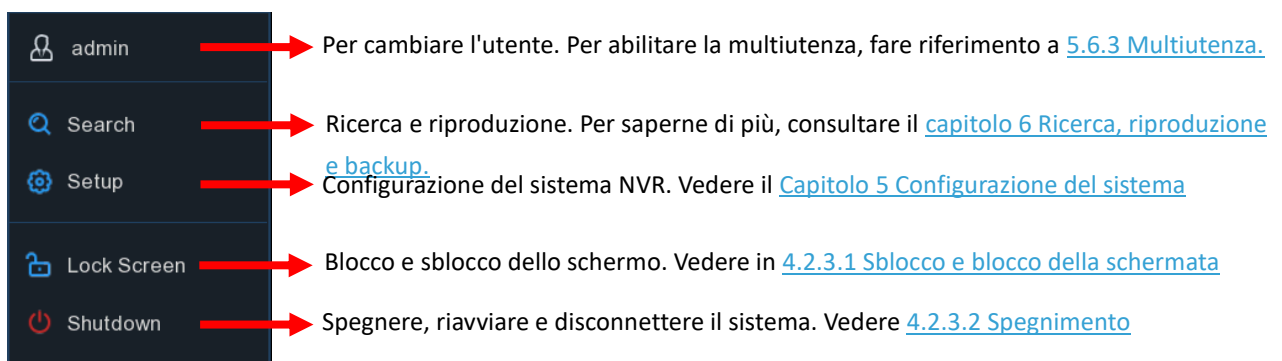 admin Per cambiare l'utente. Per abilitare la multiutenza, fare riferimento a 5.6.3 Multiutenza.
Search Ricerca e riproduzione. Per saperne di più, consultare il capitolo 6 Ricerca, riproduzione
e backup.
Setup Configurazione del sistema NVR. Vedere il Capitolo 5 Configurazione del sistema
Lock Screen Blocco e sblocco dello schermo. Vedere in 4.2.3.1 Sblocco e blocco della schermata
Shutdown Spegnere, riavviare e disconnettere il sistema. Vedere 4.2.3.2 Spegnimento